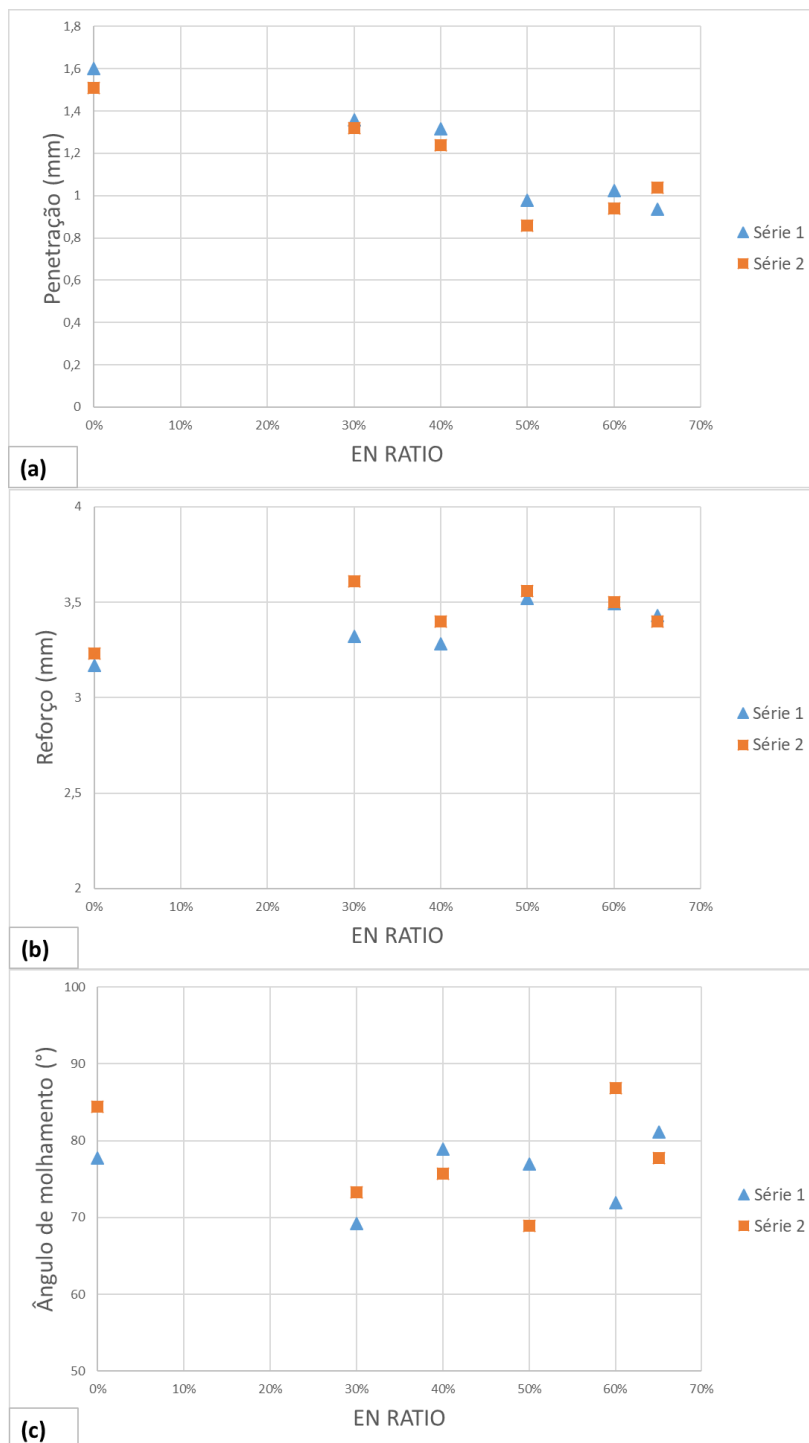 1,8
1,6
1,4
1,2
1
0,8
0,6
0,4
0,2
0
Penetração (mm)
0% 10% 20% 30% 40% 50% 60% 70%
EN RATIO
Série 1
Série 2
(a)
4
3,5
3
2,5
2
Reforço (mm)
0% 10% 20% 30% 40% 50% 60% 70%
EN RATIO
Série 1
Série 2
(b)
100
90
80
70
60
50
Ângulo de molhamento (°)
0% 10% 20% 30% 40% 50% 60% 70%
EN RATIO
Série 1
Série 2
(c)